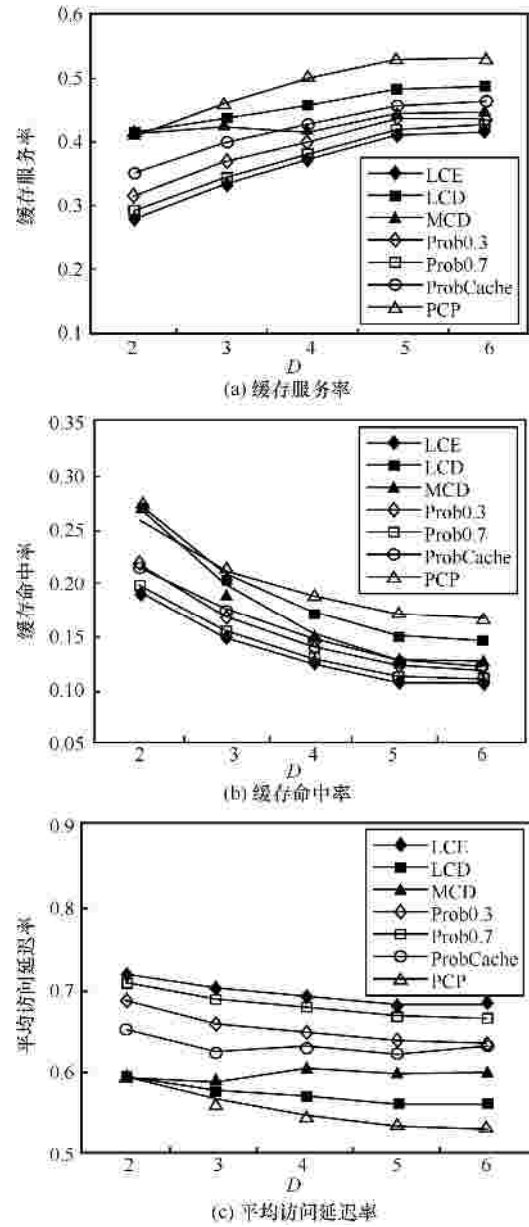 缓存服务率
0.6
0.5
0.4
0.3
0.2
0.1
LCE
LCD
MCD
Prob0.3
Prob0.7
ProbCache
PCP
2 3 4 5 6
D
(a) 缓存服务率
缓存命中率
0.35
0.30
0.25
0.20
0.15
0.10
0.05
LCE
LCD
MCD
Prob0.3
Prob0.7
ProbCache
PCP
2 3 4 5 6
D
(b) 缓存命中率
平均访问延迟率
0.9
0.8
0.7
0.6
0.5
LCE
LCD
MCD
Prob0.3
Prob0.7
ProbCache
PCP
2 3 4 5 6
D
(c) 平均访问延迟率